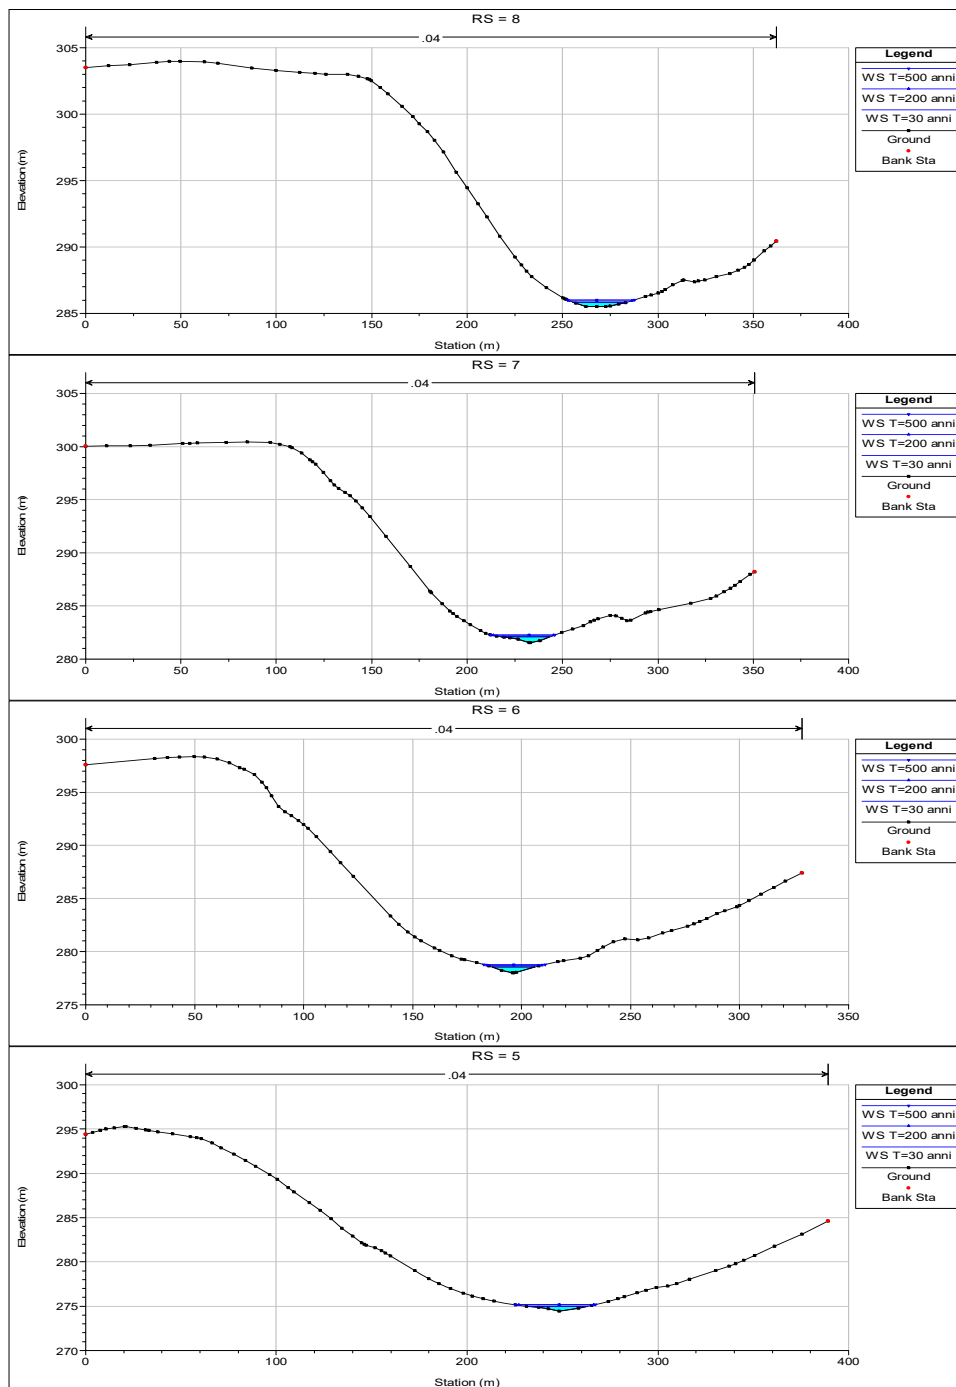 RS = 8
.04
305
300
295
290
285
0
50
100
150
200
250
300
350
400
Elevation (m)
Station (m)
Legend
WS T=500 anni
WS T=200 anni
WS T=30 anni
Ground
Bank Sta
RS = 7
.04
305
300
295
290
285
280
0
50
100
150
200
250
300
350
400
Elevation (m)
Station (m)
Legend
WS T=500 anni
WS T=200 anni
WS T=30 anni
Ground
Bank Sta
RS = 6
.04
300
295
290
285
280
275
0
50
100
150
200
250
300
350
Elevation (m)
Station (m)
Legend
WS T=500 anni
WS T=200 anni
WS T=30 anni
Ground
Bank Sta
RS = 5
.04
300
295
290
285
280
275
270
0
50
100
150
200
250
300
350
400
Elevation (m)
Station (m)
Legend
WS T=500 anni
WS T=200 anni
WS T=30 anni
Ground
Bank Sta